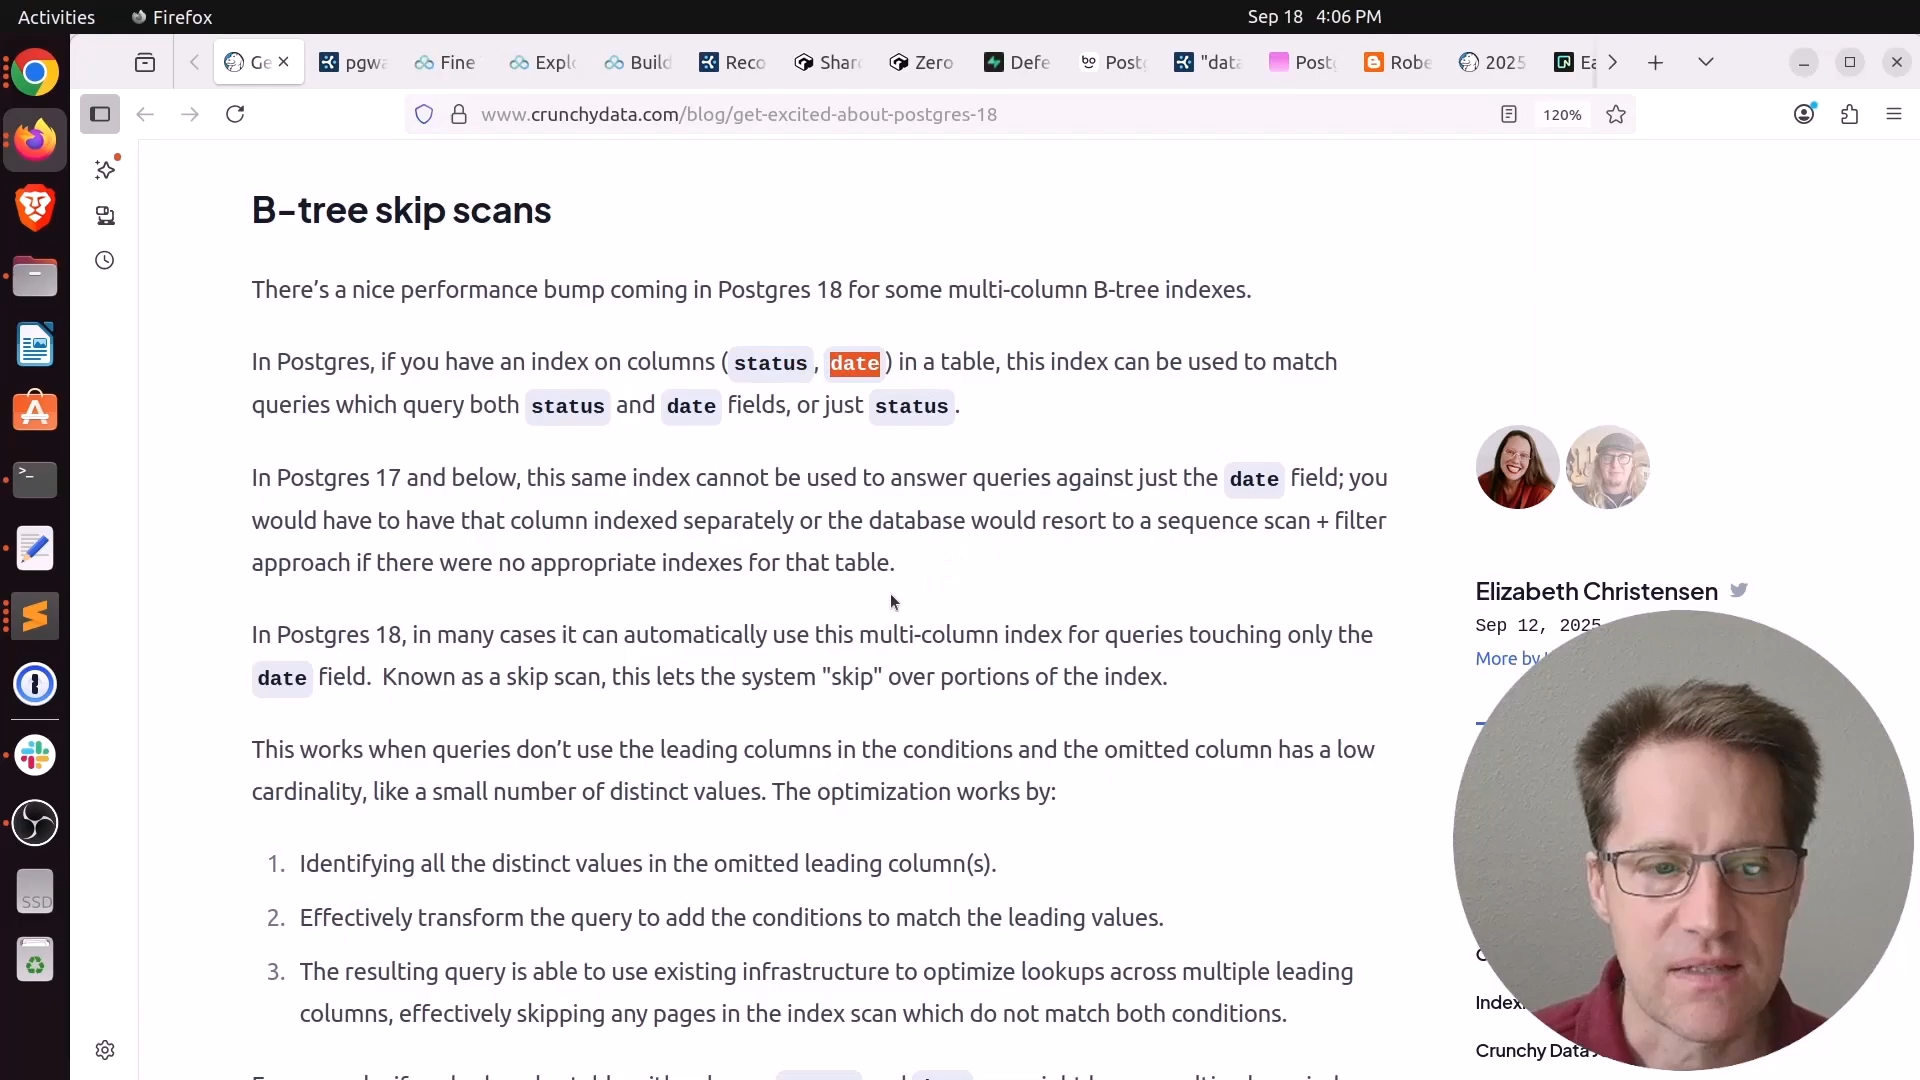 Activities
Firefox
Sep 18 4:06 PM
Ge
pgwa
Fine
Explo
Build
Reco
Shar
Zero
Defe
Postg
"data
Postg
Robe
2025
Ea
www.crunchydata.com/blog/get-excited-about-postgres-18
120%
B-tree skip scans
There’s a nice performance bump coming in Postgres 18 for some multi-column B-tree indexes.
In Postgres, if you have an index on columns (status, date) in a table, this index can be used to match
queries which query both status and date fields, or just status.
In Postgres 17 and below, this same index cannot be used to answer queries against just the date field; you
would have to have that column indexed separately or the database would resort to a sequence scan + filter
approach if there were no appropriate indexes for that table.
In Postgres 18, in many cases it can automatically use this multi-column index for queries touching only the
date field. Known as a skip scan, this lets the system "skip" over portions of the index.
This works when queries don’t use the leading columns in the conditions and the omitted column has a low
cardinality, like a small number of distinct values. The optimization works by:
1. Identifying all the distinct values in the omitted leading column(s).
2. Effectively transform the query to add the conditions to match the leading values.
3. The resulting query is able to use existing infrastructure to optimize lookups across multiple leading
columns, effectively skipping any pages in the index scan which do not match both conditions.
Elizabeth Christensen
Sep 12, 2025
More by
Index
Crunchy Data
SSD